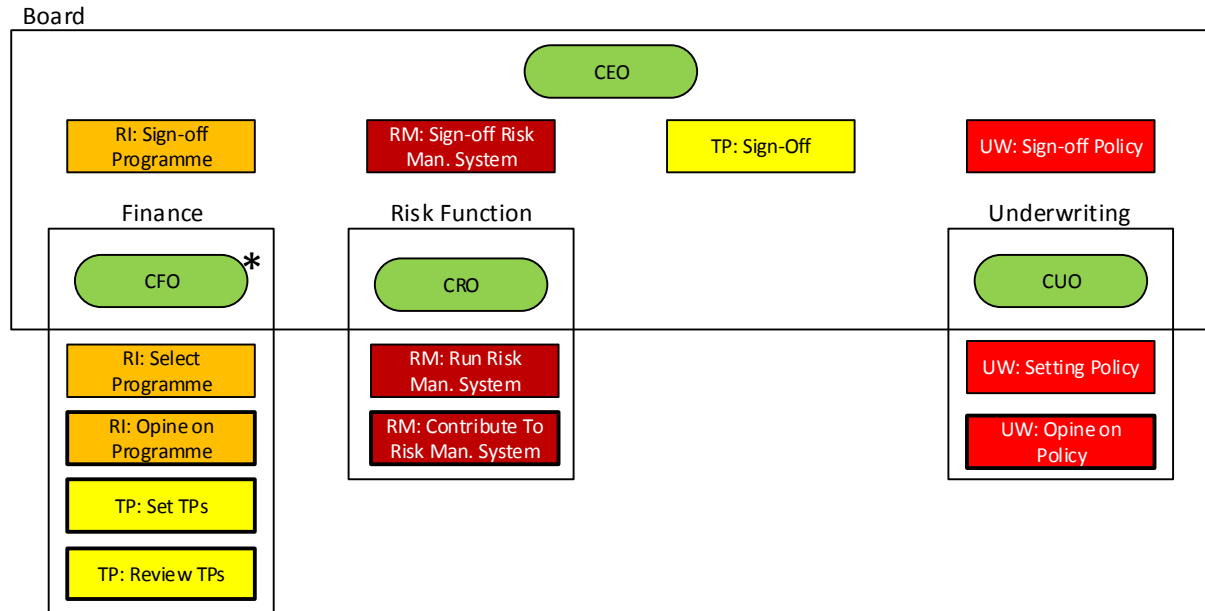 Board
CEO
RI: Sign-off
Programme
RM: Sign-off Risk
Man. System
TP: Sign-Off
UW: Sign-off Policy
Finance
Risk Function
Underwriting
CFO
*
CRO
CUO
RI: Select
Programme
RM: Run Risk
Man. System
UW: Setting Policy
RI: Opine on
Programme
RM: Contribute To
Risk Man. System
UW: Opine on
Policy
TP: Set TPs
TP: Review TPs